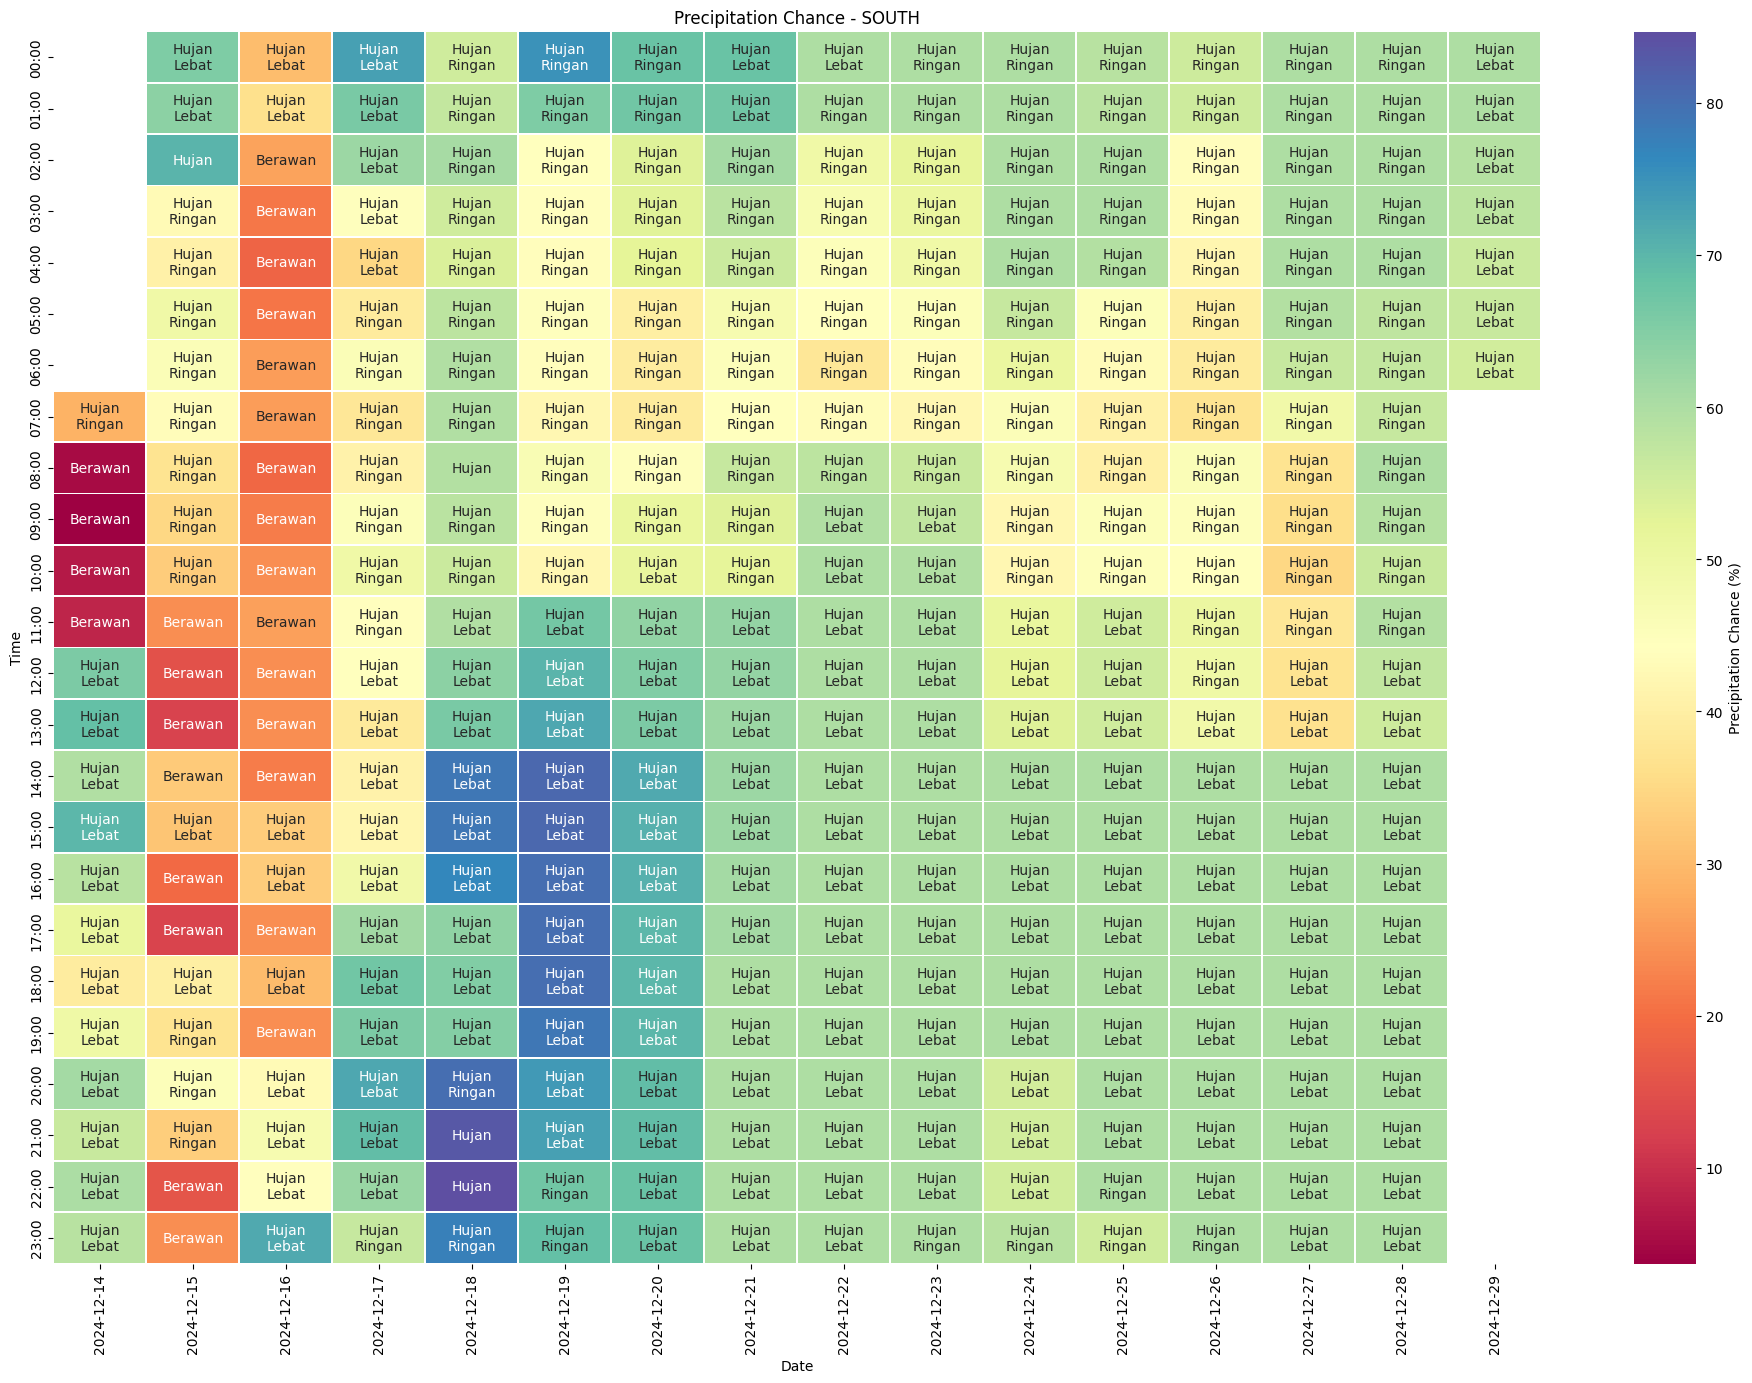 Precipitation Chance - SOUTH
00:00 Hujan Lebat Hujan Lebat Hujan Lebat Hujan Ringan Hujan Ringan Hujan Ringan Hujan Lebat Hujan Lebat Hujan Ringan Hujan Ringan Hujan Ringan Hujan Ringan Hujan Ringan Hujan Ringan Hujan Lebat
01:00 Hujan Lebat Hujan Lebat Hujan Lebat Hujan Ringan Hujan Ringan Hujan Ringan Hujan Lebat Hujan Ringan Hujan Ringan Hujan Ringan Hujan Ringan Hujan Ringan Hujan Ringan Hujan Ringan Hujan Lebat
02:00 Hujan Berawan Hujan Lebat Hujan Ringan Hujan Ringan Hujan Ringan Hujan Ringan Hujan Ringan Hujan Ringan Hujan Ringan Hujan Ringan Hujan Ringan Hujan Ringan Hujan Ringan Hujan Lebat
03:00 Hujan Ringan Berawan Hujan Lebat Hujan Ringan Hujan Ringan Hujan Ringan Hujan Ringan Hujan Ringan Hujan Ringan Hujan Ringan Hujan Ringan Hujan Ringan Hujan Ringan Hujan Ringan Hujan Lebat
04:00 Hujan Ringan Berawan Hujan Lebat Hujan Ringan Hujan Ringan Hujan Ringan Hujan Ringan Hujan Ringan Hujan Ringan Hujan Ringan Hujan Ringan Hujan Ringan Hujan Ringan Hujan Ringan Hujan Lebat
05:00 Hujan Ringan Berawan Hujan Ringan Hujan Ringan Hujan Ringan Hujan Ringan Hujan Ringan Hujan Ringan Hujan Ringan Hujan Ringan Hujan Ringan Hujan Ringan Hujan Ringan Hujan Ringan Hujan Lebat
06:00 Hujan Ringan Berawan Hujan Ringan Hujan Ringan Hujan Ringan Hujan Ringan Hujan Ringan Hujan Ringan Hujan Ringan Hujan Ringan Hujan Ringan Hujan Ringan Hujan Ringan Hujan Ringan Hujan Lebat
07:00 Hujan Ringan Hujan Ringan Berawan Hujan Ringan Hujan Ringan Hujan Ringan Hujan Ringan Hujan Ringan Hujan Ringan Hujan Ringan Hujan Ringan Hujan Ringan Hujan Ringan Hujan Ringan Hujan Ringan
08:00 Berawan Hujan Ringan Berawan Hujan Ringan Hujan Hujan Ringan Hujan Ringan Hujan Ringan Hujan Ringan Hujan Ringan Hujan Ringan Hujan Ringan Hujan Ringan Hujan Ringan Hujan Ringan
09:00 Berawan Hujan Ringan Berawan Hujan Ringan Hujan Ringan Hujan Ringan Hujan Ringan Hujan Ringan Hujan Lebat Hujan Lebat Hujan Ringan Hujan Ringan Hujan Ringan Hujan Ringan Hujan Ringan
10:00 Berawan Hujan Ringan Berawan Hujan Ringan Hujan Ringan Hujan Ringan Hujan Lebat Hujan Ringan Hujan Lebat Hujan Lebat Hujan Ringan Hujan Ringan Hujan Ringan Hujan Ringan Hujan Ringan
11:00 Berawan Berawan Berawan Hujan Ringan Hujan Lebat Hujan Lebat Hujan Lebat Hujan Lebat Hujan Lebat Hujan Lebat Hujan Lebat Hujan Lebat Hujan Ringan Hujan Ringan Hujan Ringan
12:00 Hujan Lebat Berawan Berawan Hujan Lebat Hujan Lebat Hujan Lebat Hujan Lebat Hujan Lebat Hujan Lebat Hujan Lebat Hujan Lebat Hujan Lebat Hujan Ringan Hujan Lebat Hujan Lebat
13:00 Hujan Lebat Berawan Berawan Hujan Lebat Hujan Lebat Hujan Lebat Hujan Lebat Hujan Lebat Hujan Lebat Hujan Lebat Hujan Lebat Hujan Lebat Hujan Lebat Hujan Lebat Hujan Lebat
14:00 Hujan Lebat Berawan Berawan Hujan Lebat Hujan Lebat Hujan Lebat Hujan Lebat Hujan Lebat Hujan Lebat Hujan Lebat Hujan Lebat Hujan Lebat Hujan Lebat Hujan Lebat Hujan Lebat
15:00 Hujan Lebat Hujan Lebat Hujan Lebat Hujan Lebat Hujan Lebat Hujan Lebat Hujan Lebat Hujan Lebat Hujan Lebat Hujan Lebat Hujan Lebat Hujan Lebat Hujan Lebat Hujan Lebat Hujan Lebat
16:00 Hujan Lebat Berawan Hujan Lebat Hujan Lebat Hujan Lebat Hujan Lebat Hujan Lebat Hujan Lebat Hujan Lebat Hujan Lebat Hujan Lebat Hujan Lebat Hujan Lebat Hujan Lebat Hujan Lebat
17:00 Hujan Lebat Berawan Berawan Hujan Lebat Hujan Lebat Hujan Lebat Hujan Lebat Hujan Lebat Hujan Lebat Hujan Lebat Hujan Lebat Hujan Lebat Hujan Lebat Hujan Lebat Hujan Lebat
18:00 Hujan Lebat Hujan Lebat Hujan Lebat Hujan Lebat Hujan Lebat Hujan Lebat Hujan Lebat Hujan Lebat Hujan Lebat Hujan Lebat Hujan Lebat Hujan Lebat Hujan Lebat Hujan Lebat Hujan Lebat
19:00 Hujan Lebat Hujan Ringan Berawan Hujan Lebat Hujan Lebat Hujan Lebat Hujan Lebat Hujan Lebat Hujan Lebat Hujan Lebat Hujan Lebat Hujan Lebat Hujan Lebat Hujan Lebat Hujan Lebat
20:00 Hujan Lebat Hujan Ringan Hujan Lebat Hujan Lebat Hujan Ringan Hujan Lebat Hujan Lebat Hujan Lebat Hujan Lebat Hujan Lebat Hujan Lebat Hujan Lebat Hujan Lebat Hujan Lebat Hujan Lebat
21:00 Hujan Lebat Hujan Ringan Hujan Lebat Hujan Lebat Hujan Hujan Lebat Hujan Lebat Hujan Lebat Hujan Lebat Hujan Lebat Hujan Lebat Hujan Lebat Hujan Lebat Hujan Lebat Hujan Lebat
22:00 Hujan Lebat Berawan Hujan Lebat Hujan Lebat Hujan Hujan Ringan Hujan Lebat Hujan Lebat Hujan Lebat Hujan Lebat Hujan Lebat Hujan Ringan Hujan Lebat Hujan Lebat Hujan Lebat
23:00 Hujan Lebat Berawan Hujan Lebat Hujan Ringan Hujan Ringan Hujan Ringan Hujan Lebat Hujan Lebat Hujan Lebat Hujan Ringan Hujan Ringan Hujan Ringan Hujan Ringan Hujan Lebat Hujan Lebat
Time
2024-12-14 2024-12-15 2024-12-16 2024-12-17 2024-12-18 2024-12-19 2024-12-20 2024-12-21 2024-12-22 2024-12-23 2024-12-24 2024-12-25 2024-12-26 2024-12-27 2024-12-28 2024-12-29
Date
80
70
60
50
40
30
20
10
Precipitation Chance (%)